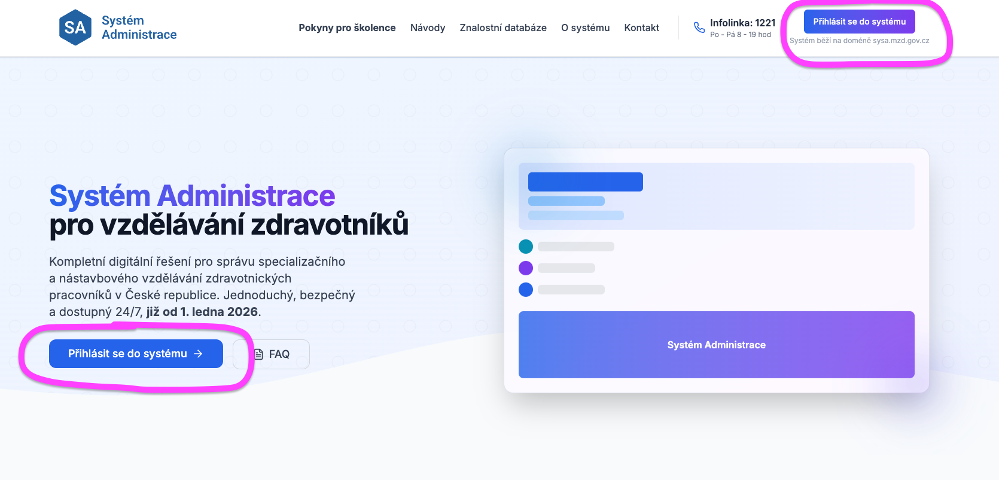 SA
Systém
Administrace
Pokyny pro školence
Návody
Znalostní databáze
O systému
Kontakt
Infolinka: 1221
Po - Pá 8 - 19 hod
Přihlásit se do systému
Systém běží na doméně sysa.mzd.gov.cz
Systém Administrace
pro vzdělávání zdravotníků
Kompletní digitální řešení pro správu specializačního
a nástavbového vzdělávání zdravotnických
pracovníků v České republice. Jednoduchý, bezpečný
a dostupný 24/7, již od 1. ledna 2026.
Přihlásit se do systému →
FAQ
Systém Administrace